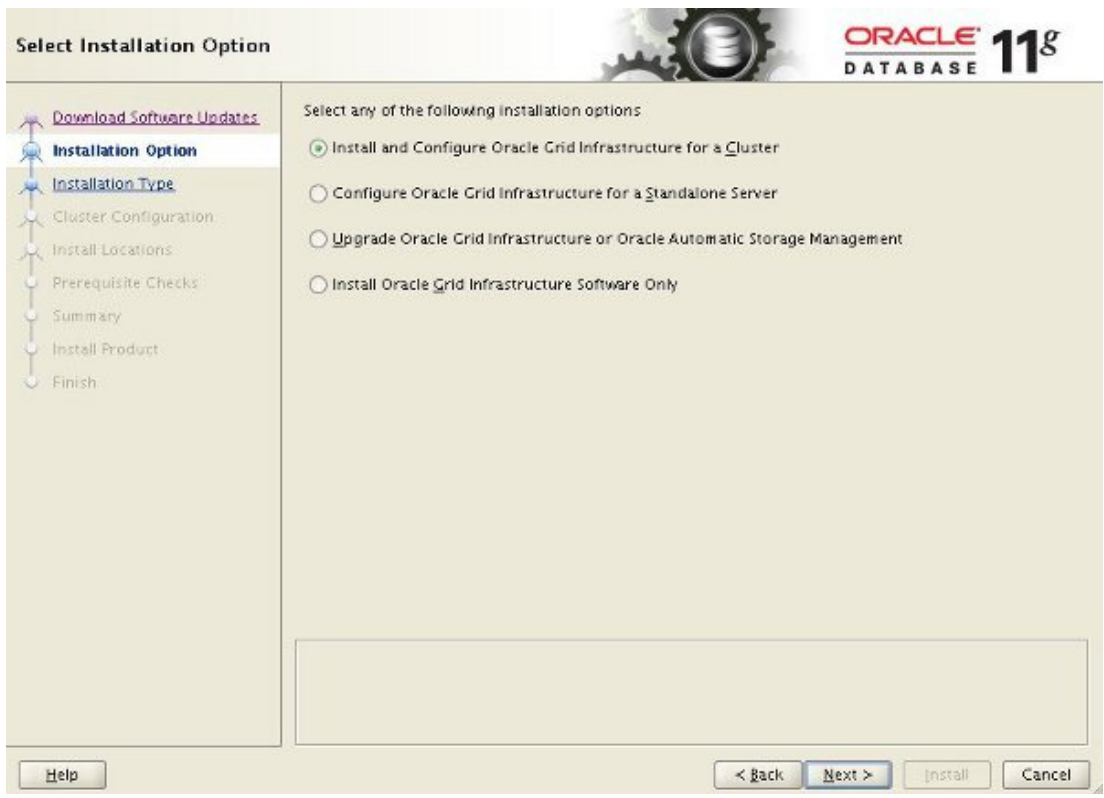 Select Installation Option
ORACLE DATABASE 11g
Download Software Updates
Installation Option
Installation Type
Cluster Configuration
Install Locations
Prerequisite Checks
Summary
Install Product
Finish
Select any of the following installation options
Install and Configure Oracle Grid Infrastructure for a Cluster
Configure Oracle Grid Infrastructure for a Standalone Server
Upgrade Oracle Grid Infrastructure or Oracle Automatic Storage Management
Install Oracle Grid Infrastructure Software Only
Help
< Back
Next >
Install
Cancel